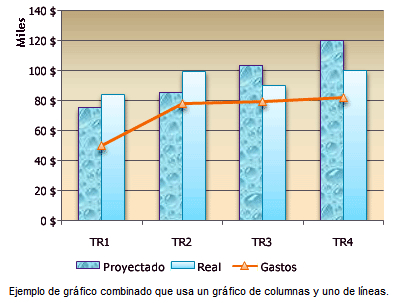 Miles
140 $
120 $
100 $
80 $
60 $
40 $
20 $
0 $
TR1 TR2 TR3 TR4
Proyectado Real Gastos
Ejemplo de gráfico combinado que usa un gráfico de columnas y uno de líneas.